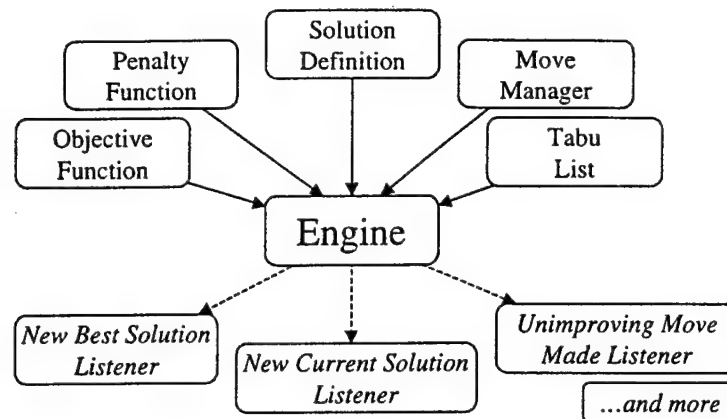 Solution
Definition
Penalty
Function
Move
Manager
Objective
Function
Tabu
List
Engine
New Best Solution
Listener
New Current Solution
Listener
Unimproving Move
Made Listener
...and more